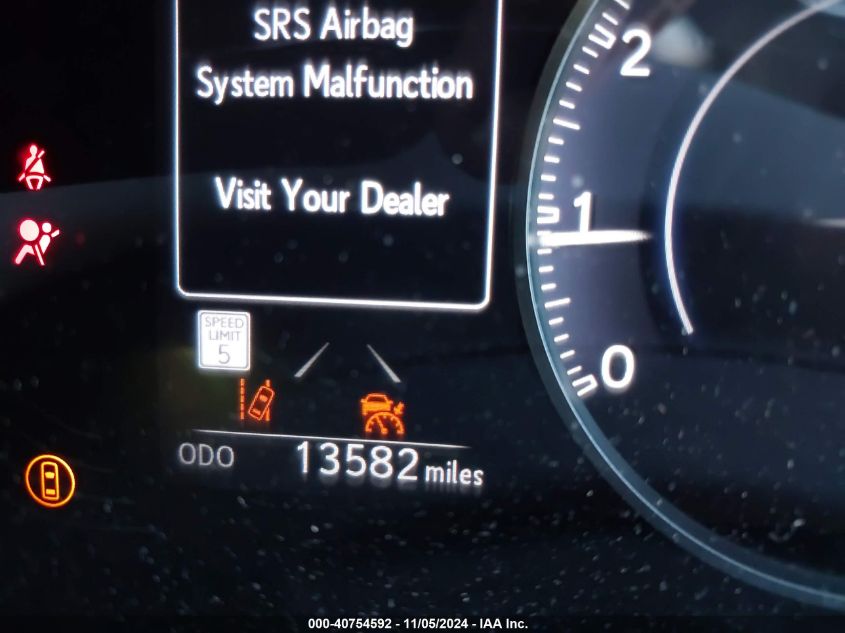 SRS Airbag
System Malfunction
Visit Your Dealer
2
1
0
SPEED
LIMIT
5
ODO 13582 miles
000-40754592 - 11/05/2024 - IAA Inc.